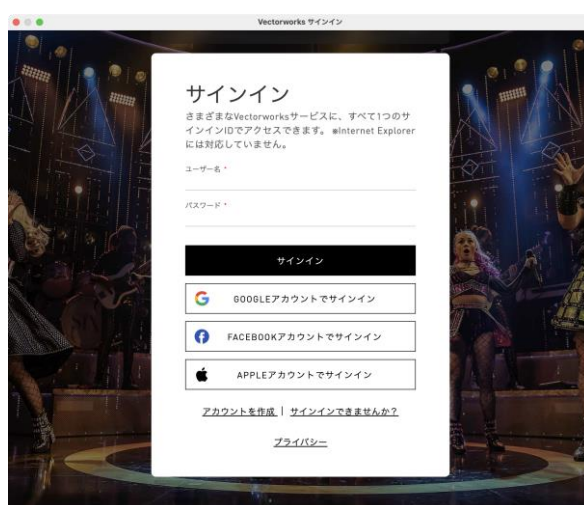 Vectorworks サインイン
サインイン
さまざまなVectorworksサービスに、すべて1つのサ
インインIDでアクセスできます。 ※Internet Explorer
には対応していません。
ユーザー名 *
パスワード *
サインイン
GOOGLEアカウントでサインイン
FACEBOOKアカウントでサインイン
APPLEアカウントでサインイン
アカウントを作成 | サインインできませんか？
プライバシー